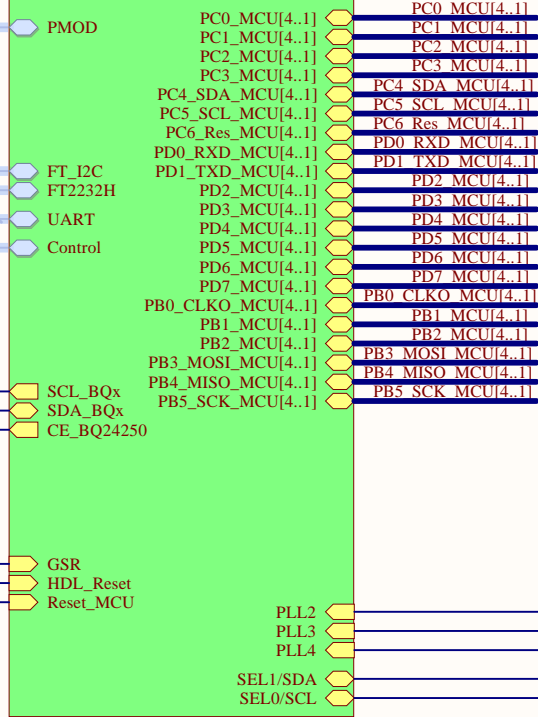 PMOD
FT_I2C
FT2232H
UART
Control
SCL_BQx
SDA_BQx
CE_BQ24250
GSR
HDL_Reset
Reset_MCU
PC0_MCU[4..1]
PC1_MCU[4..1]
PC2_MCU[4..1]
PC3_MCU[4..1]
PC4_SDA_MCU[4..1]
PC5_SCL_MCU[4..1]
PC6_Res_MCU[4..1]
PD0_RXD_MCU[4..1]
PD1_TXD_MCU[4..1]
PD2_MCU[4..1]
PD3_MCU[4..1]
PD4_MCU[4..1]
PD5_MCU[4..1]
PD6_MCU[4..1]
PD7_MCU[4..1]
PB0_CLKO_MCU[4..1]
PB1_MCU[4..1]
PB2_MCU[4..1]
PB3_MOSI_MCU[4..1]
PB4_MISO_MCU[4..1]
PB5_SCK_MCU[4..1]
PLL2
PLL3
PLL4
SEL1/SDA
SEL0/SCL
PC0_MCU[4..1]
PC1_MCU[4..1]
PC2_MCU[4..1]
PC3_MCU[4..1]
PC4_SDA_MCU[4..1]
PC5_SCL_MCU[4..1]
PC6_Res_MCU[4..1]
PD0_RXD_MCU[4..1]
PD1_TXD_MCU[4..1]
PD2_MCU[4..1]
PD3_MCU[4..1]
PD4_MCU[4..1]
PD5_MCU[4..1]
PD6_MCU[4..1]
PD7_MCU[4..1]
PB0_CLKO_MCU[4..1]
PB1_MCU[4..1]
PB2_MCU[4..1]
PB3_MOSI_MCU[4..1]
PB4_MISO_MCU[4..1]
PB5_SCK_MCU[4..1]